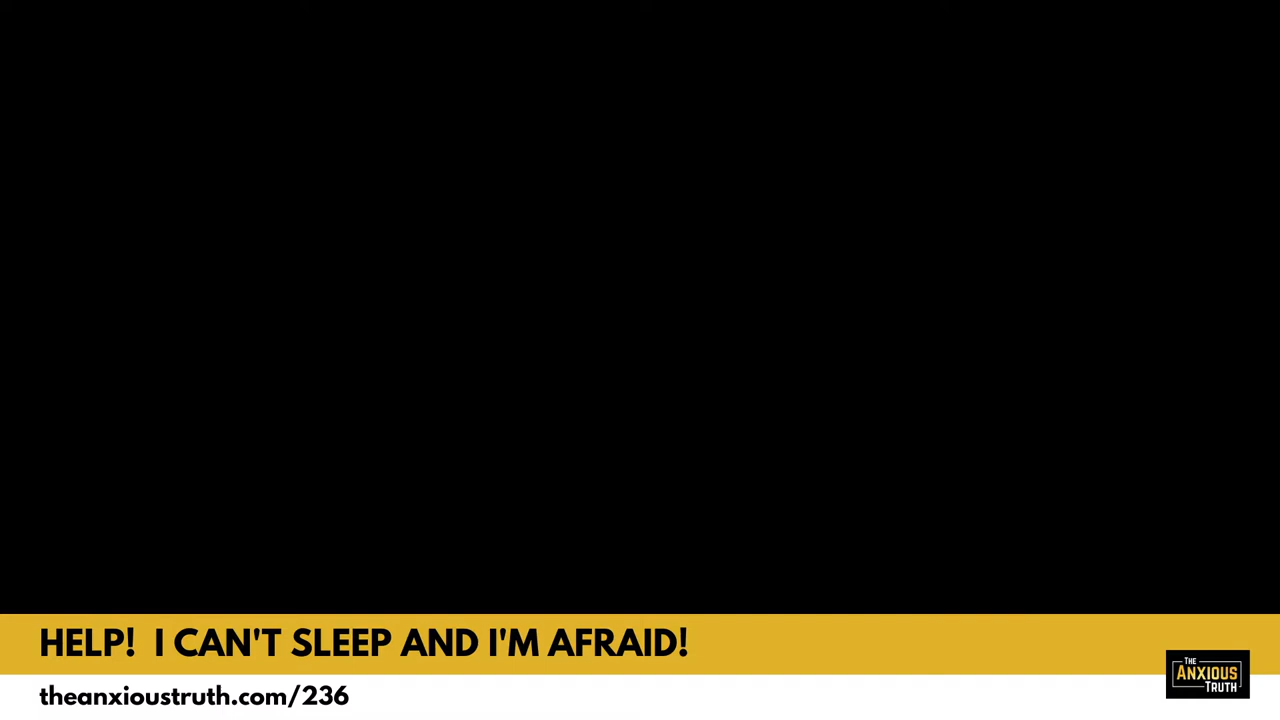 HELP! I CAN'T SLEEP AND I'M AFRAID!
theanxioustruth.com/236
THE
ANXIOUS
TRUTH